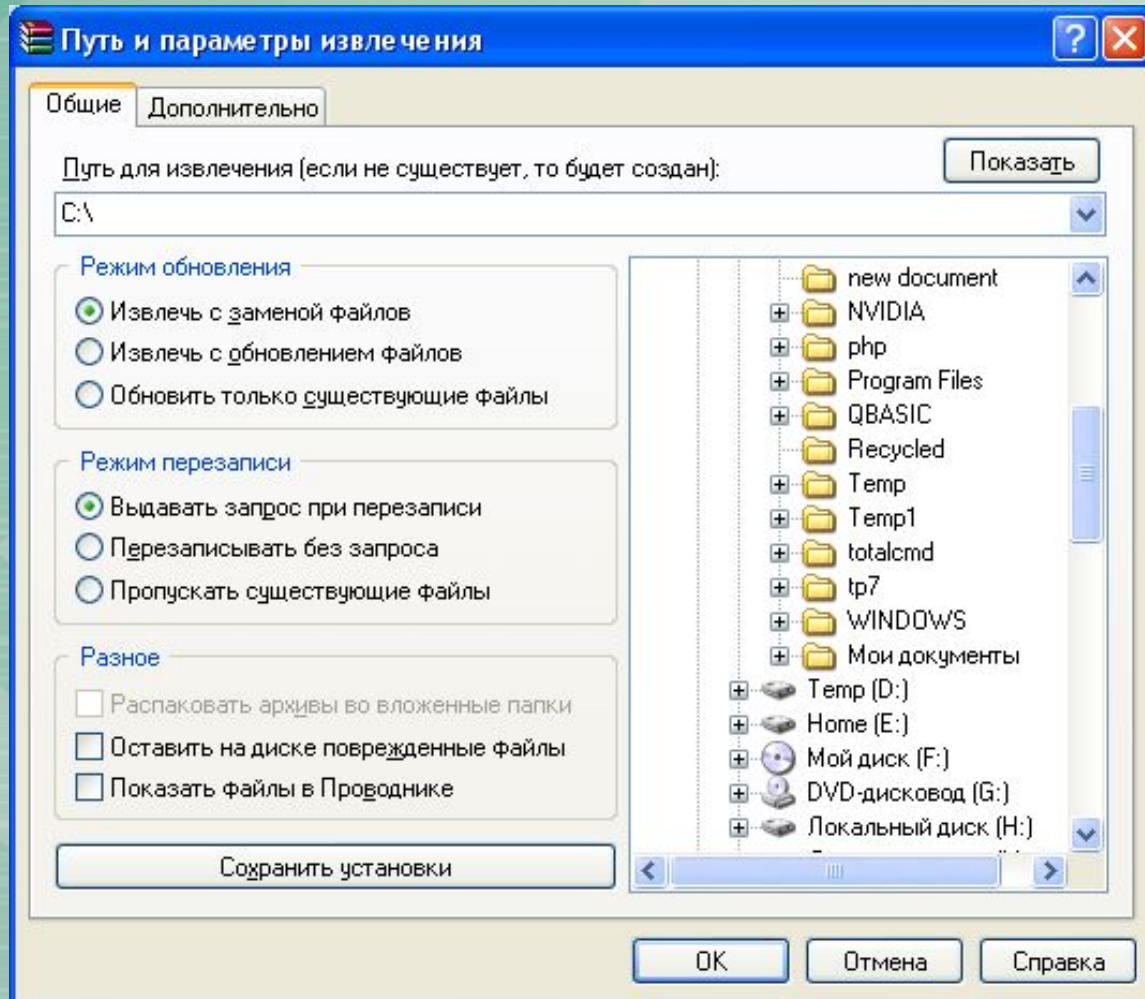 Путь и параметры извлечения
Общие
Дополнительно
Путь для извлечения (если не существует, то будет создан):
Показать
C:\
Режим обновления
Извлечь с заменой файлов
Извлечь с обновлением файлов
Обновить только существующие файлы
Режим перезаписи
Выдавать запрос при перезаписи
Перезаписывать без запроса
Пропускать существующие файлы
Разное
Распаковать архивы во вложенные папки
Оставить на диске поврежденные файлы
Показать файлы в Проводнике
Сохранить установки
new document
NVIDIA
php
Program Files
QBASIC
Recycled
Temp
Temp1
totalcmd
tp7
WINDOWS
Мои документы
Temp (D:)
Home (E:)
Мой диск (F:)
DVD-дисковод (G:)
Локальный диск (H:)
OK
Отмена
Справка